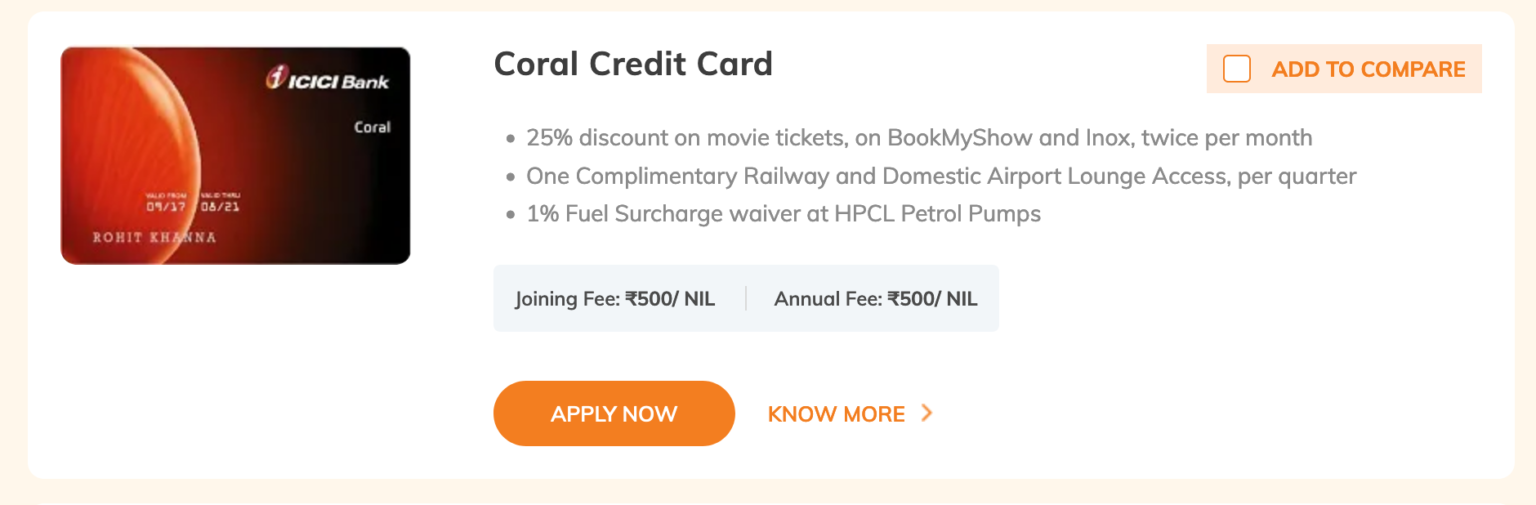 ICICI Bank
Coral
VALID FROM VALID THRU
09/17 08/21
ROHIT KHANNA
Coral Credit Card
ADD TO COMPARE
• 25% discount on movie tickets, on BookMyShow and Inox, twice per month
• One Complimentary Railway and Domestic Airport Lounge Access, per quarter
• 1% Fuel Surcharge waiver at HPCL Petrol Pumps
Joining Fee: ₹500/ NIL
Annual Fee: ₹500/ NIL
APPLY NOW
KNOW MORE